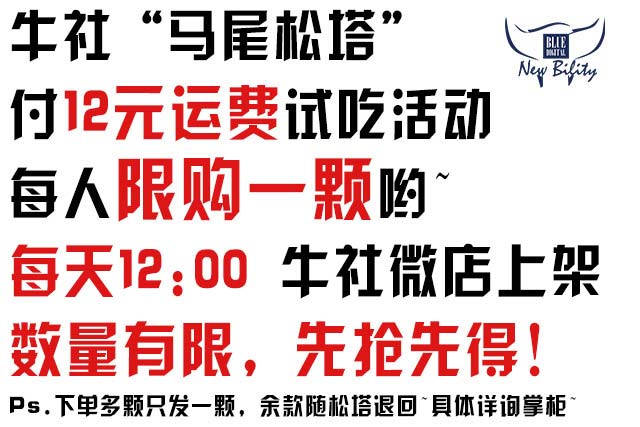 牛社“马尾松塔”
BLUE
DIGITAL
New Bifity
付12元运费试吃活动
每人限购一颗哟~
每天12:00 牛社微店上架
数量有限，先抢先得!
Ps.下单多颗只发一颗，余款随松塔退回~具体详询掌柜~